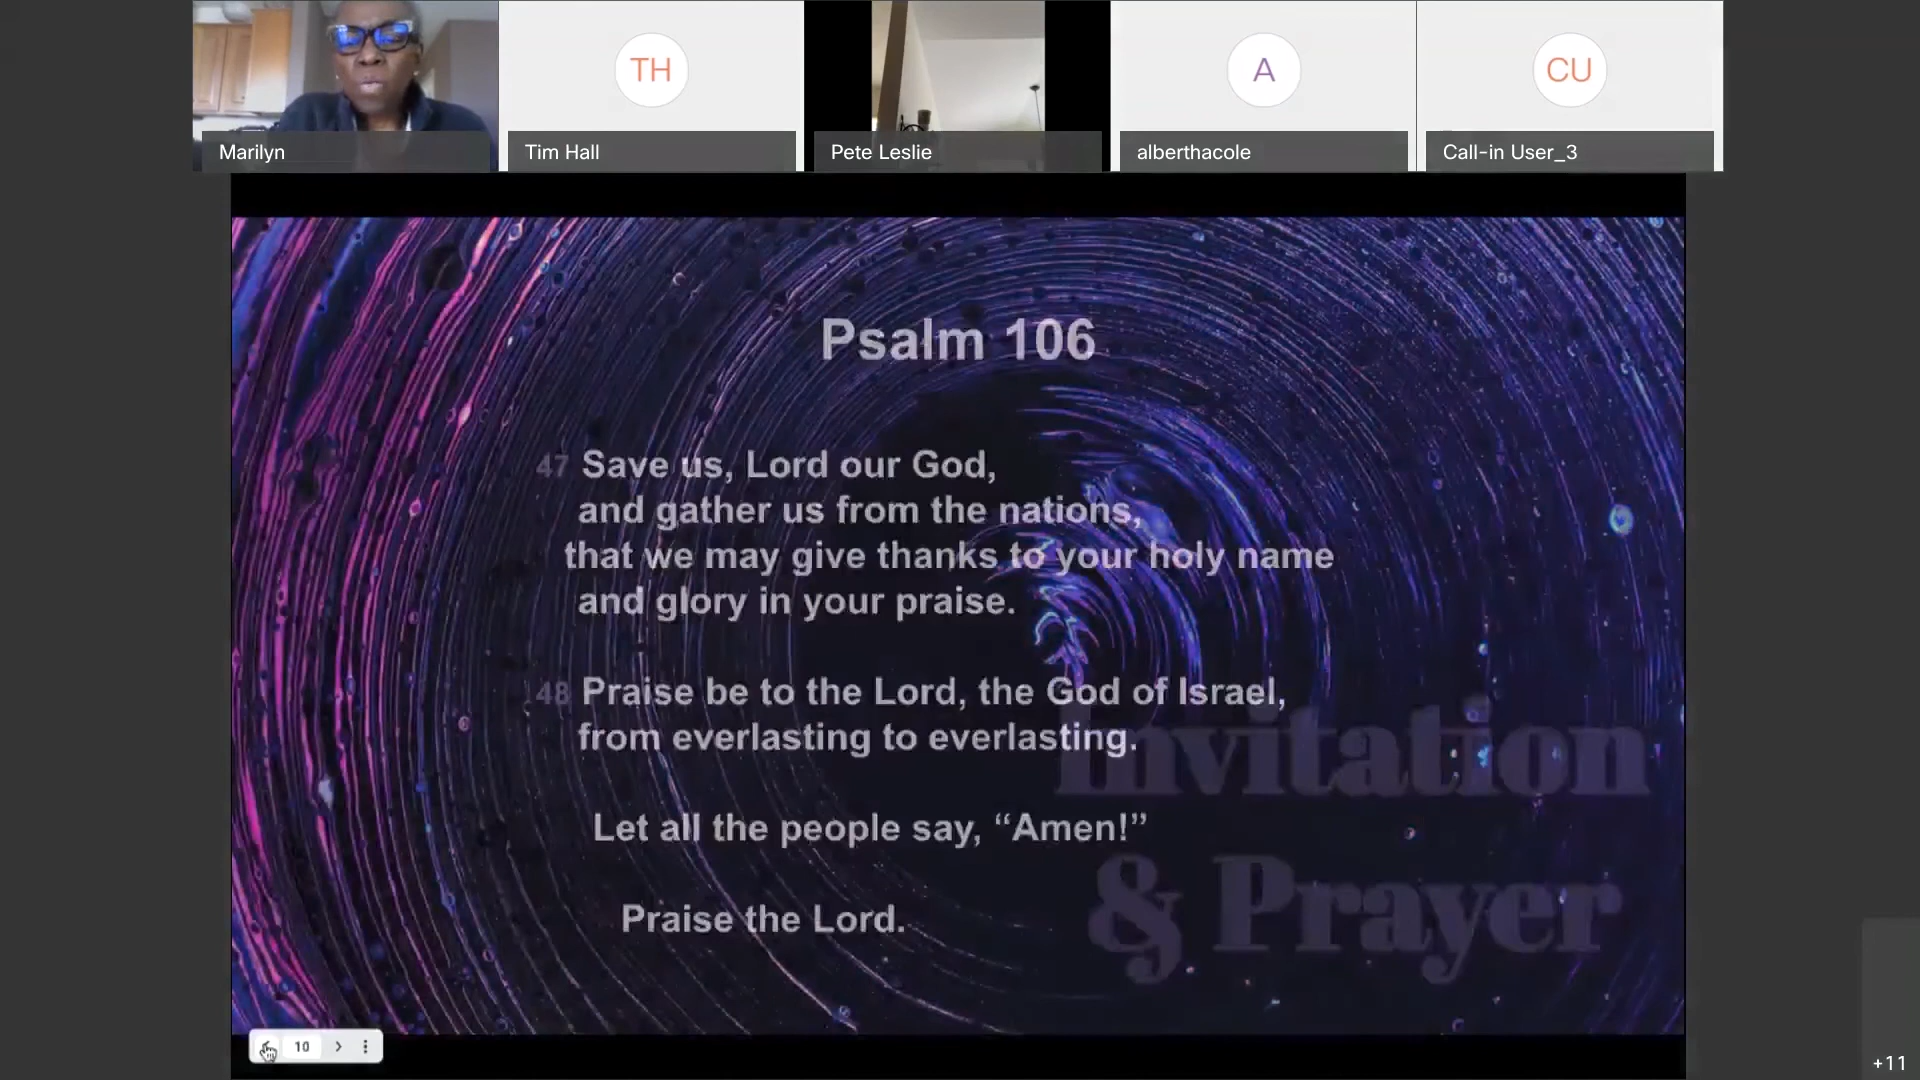 Marilyn
TH
Tim Hall
Pete Leslie
A
alberthacole
CU
Call-in User_3
Psalm 106
47 Save us, Lord our God,
and gather us from the nations,
that we may give thanks to your holy name
and glory in your praise.
48 Praise be to the Lord, the God of Israel,
from everlasting to everlasting.
Let all the people say, “Amen!”
Praise the Lord.
Invitation
& Prayer
10
+11